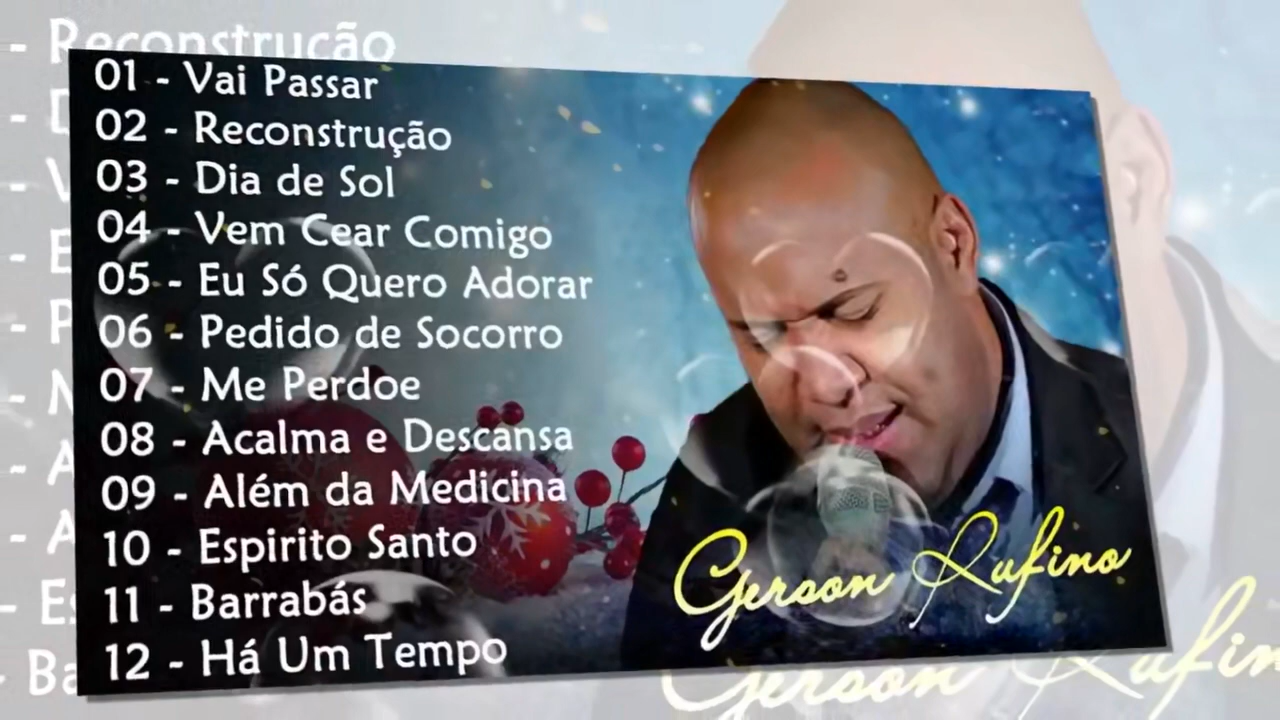 - Reconstrução
01 - Vai Passar
02 - Reconstrução
03 - Dia de Sol
04 - Vem Cear Comigo
05 - Eu Só Quero Adorar
06 - Pedido de Socorro
07 - Me Perdoe
08 - Acalma e Descansa
09 - Além da Medicina
10 - Espirito Santo
11 - Barrabás
12 - Há Um Tempo
Gerson Rufino
Gerson Rufin